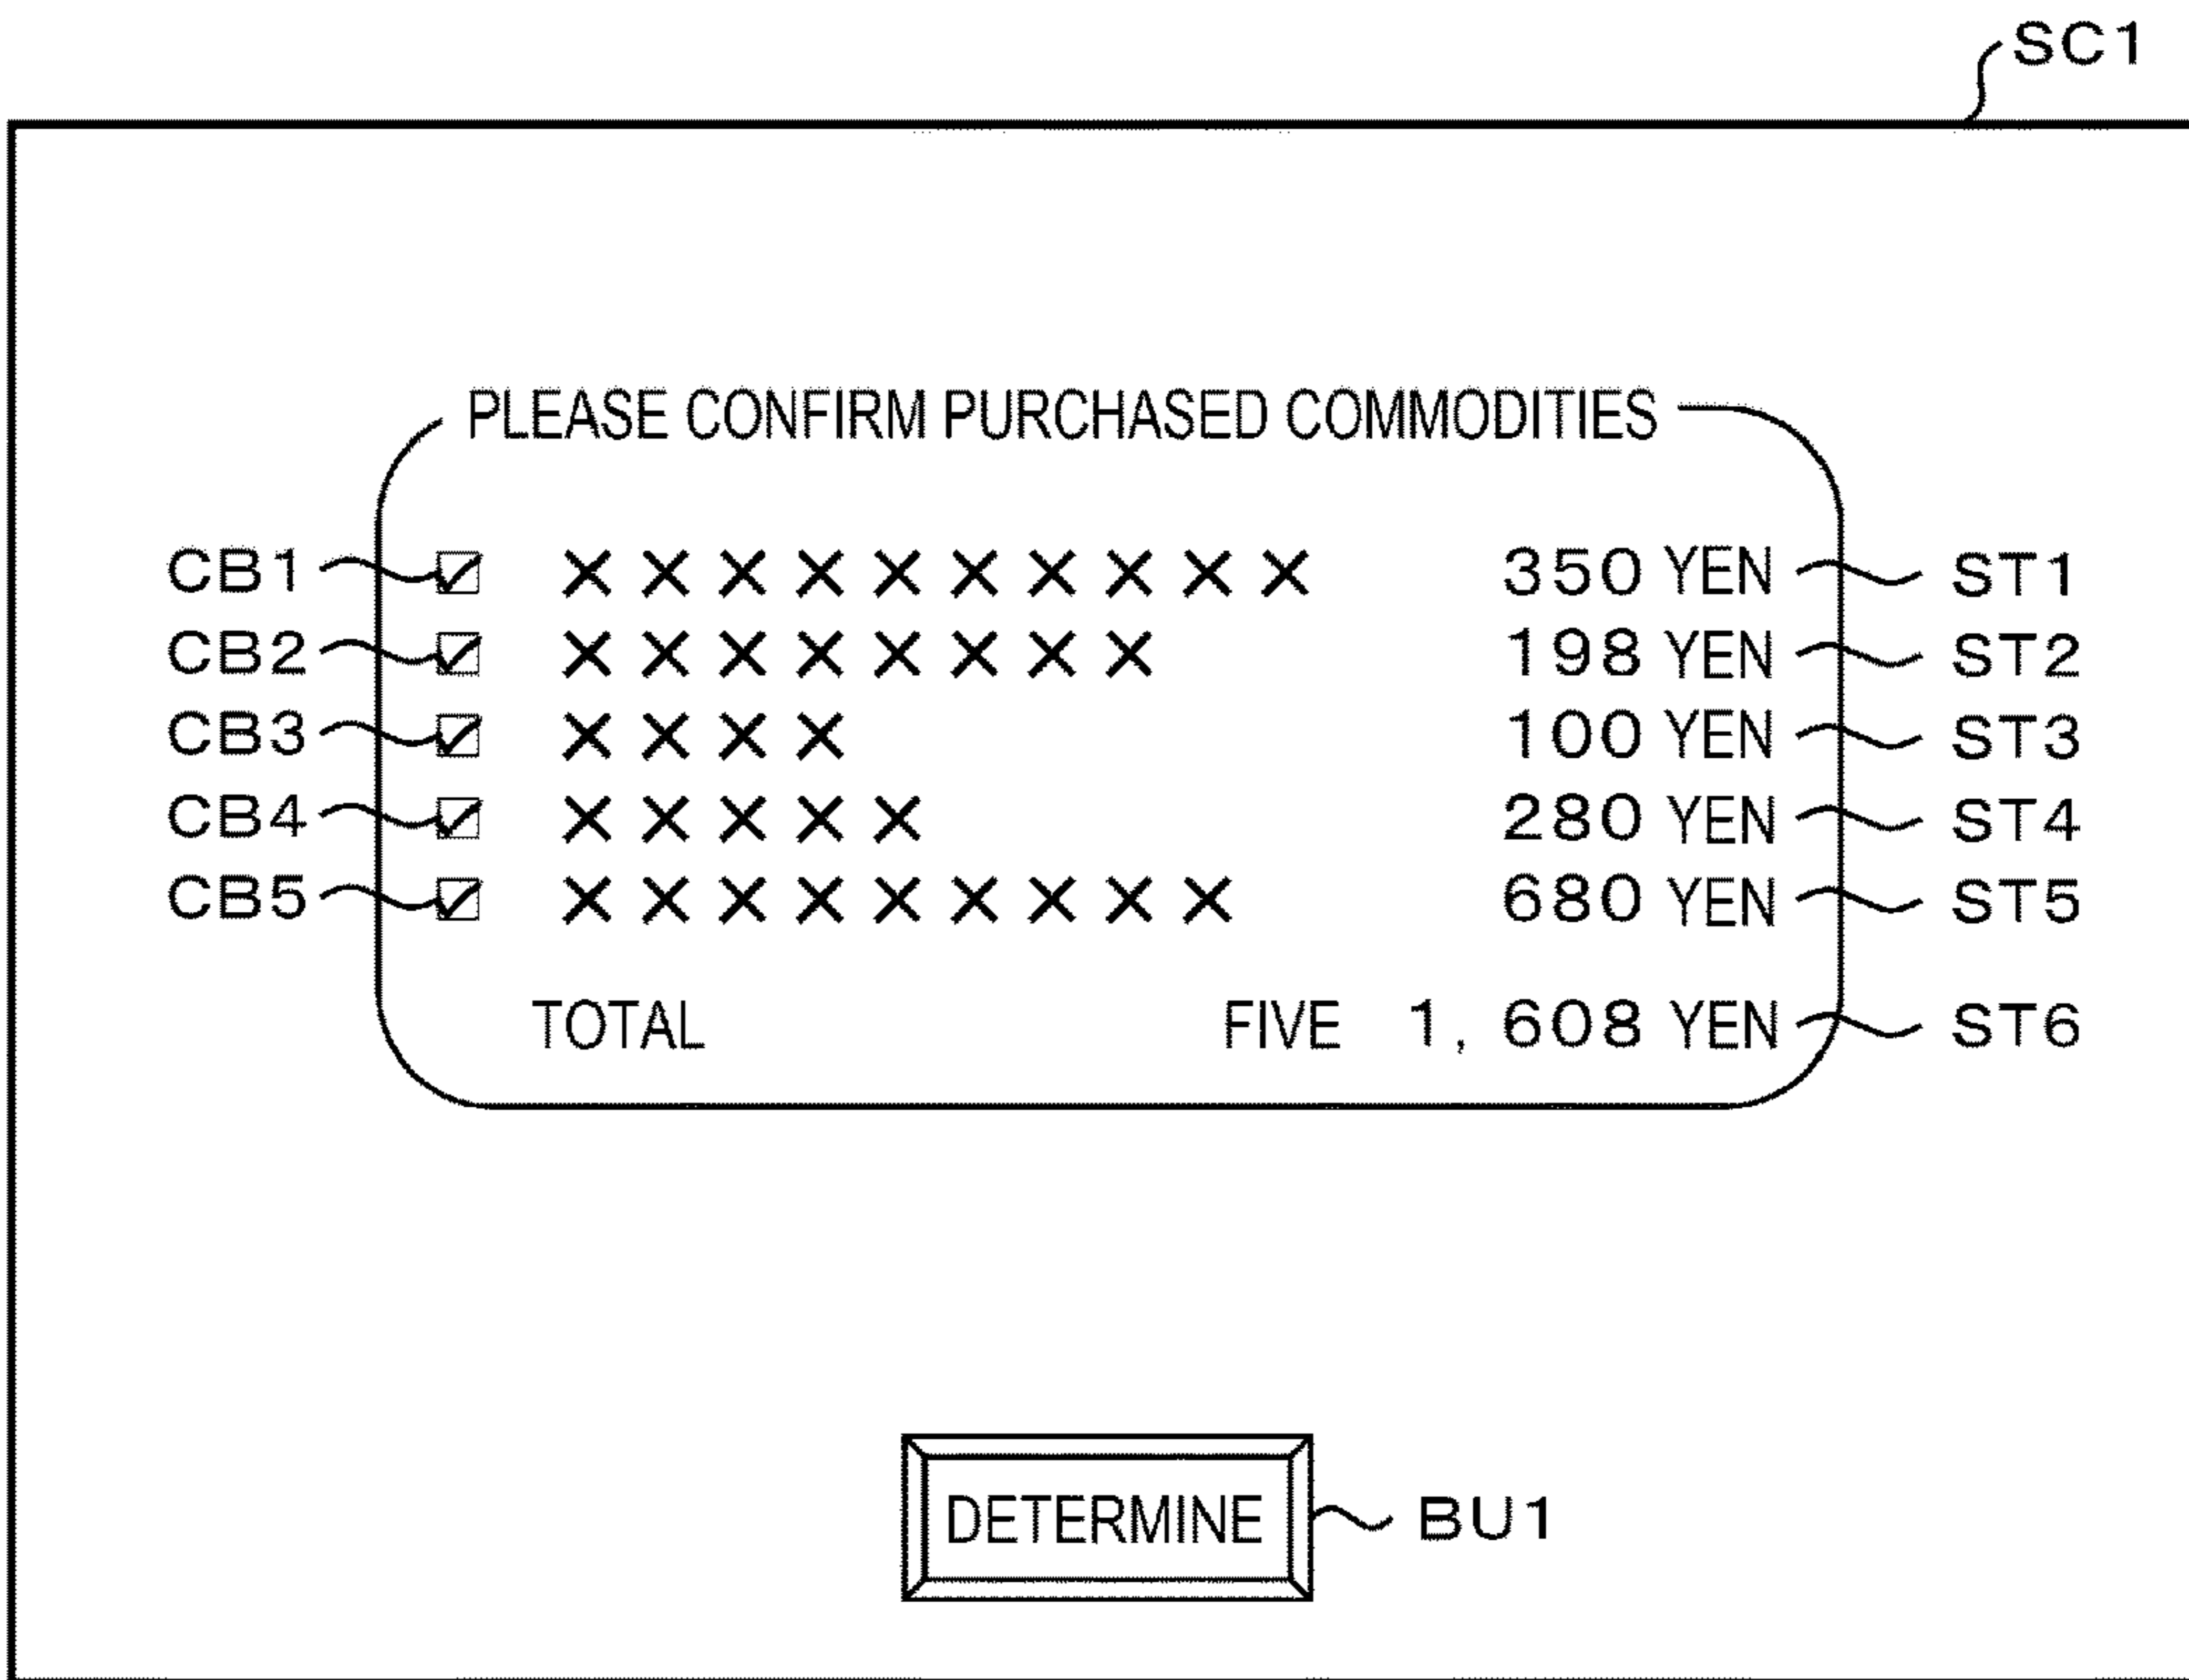 SC1
PLEASE CONFIRM PURCHASED COMMODITIES
CB1 ☑ ×××××××××× 350 YEN ST1
CB2 ☑ ×××××××× 198 YEN ST2
CB3 ☑ ×××× 100 YEN ST3
CB4 ☑ ××××× 280 YEN ST4
CB5 ☑ ××××××××× 680 YEN ST5
TOTAL FIVE 1, 608 YEN ST6
DETERMINE BU1